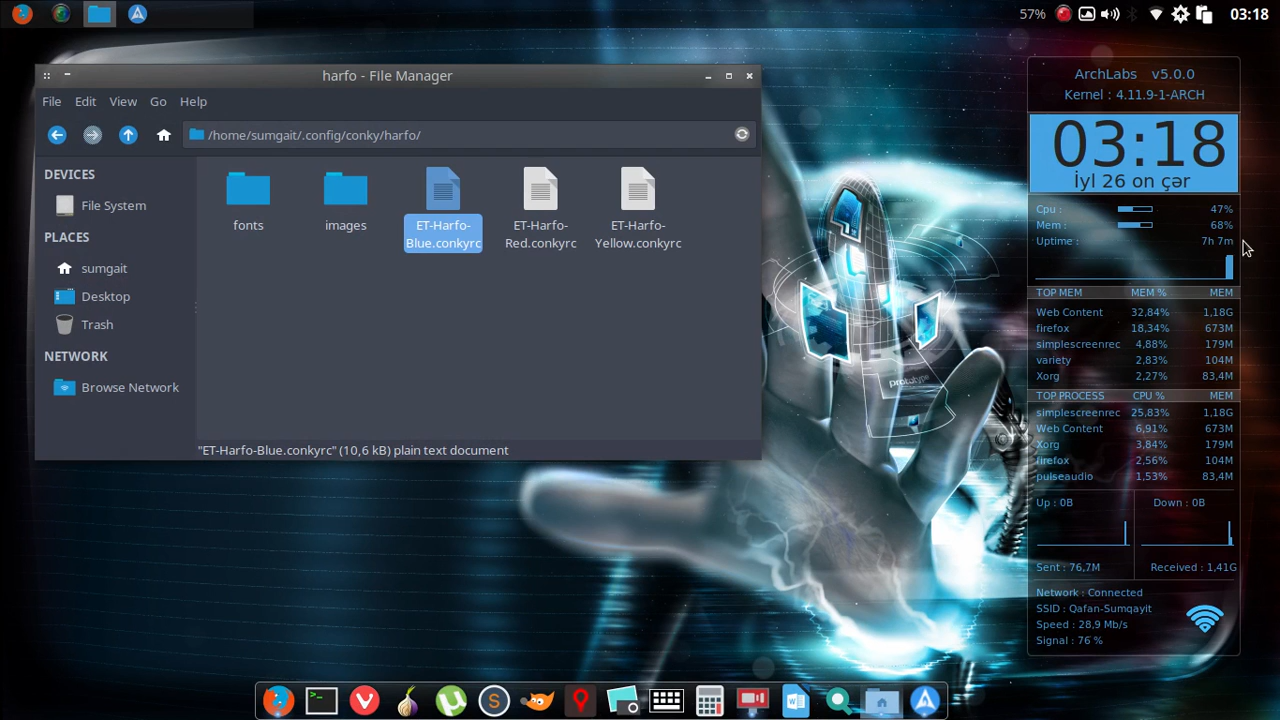 57%
03:18
harfo - File Manager
File Edit View Go Help
/home/sumgait/.config/conky/harfo/
DEVICES
File System
PLACES
sumgait
Desktop
Trash
NETWORK
Browse Network
fonts
images
ET-Harfo-
Blue.conkyrc
ET-Harfo-
Red.conkyrc
ET-Harfo-
Yellow.conkyrc
"ET-Harfo-Blue.conkyrc" (10,6 kB) plain text document
prototype
ArchLabs v5.0.0
Kernel : 4.11.9-1-ARCH
03:18
İyl 26 on çər
Cpu : 47%
Mem : 68%
Uptime : 7h 7m
TOP MEM MEM % MEM
Web Content 32,84% 1,18G
firefox 18,34% 673M
simplescreenrec 4,88% 179M
variety 2,83% 104M
Xorg 2,27% 83,4M
TOP PROCESS CPU % MEM
simplescreenrec 25,83% 1,18G
Web Content 6,91% 673M
Xorg 3,84% 179M
firefox 2,56% 104M
pulseaudio 1,53% 83,4M
Up : 0B Down : 0B
Sent : 76,7M Received : 1,41G
Network : Connected
SSID : Qafan-Sumqayit
Speed : 28,9 Mb/s
Signal : 76 %